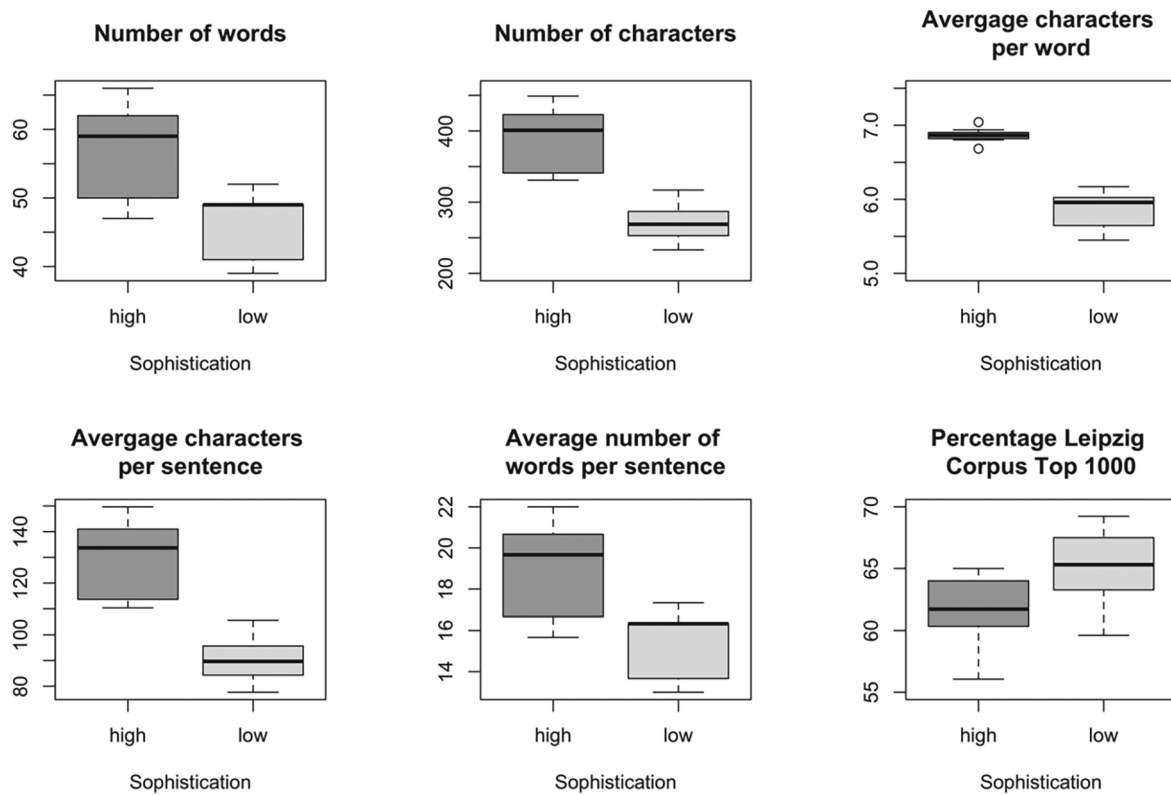 Number of words
40 50 60
high low
Sophistication
Number of characters
200 300 400
high low
Sophistication
Avergage characters
per word
5.0 6.0 7.0
high low
Sophistication
Avergage characters
per sentence
80 100 120 140
high low
Sophistication
Average number of
words per sentence
14 16 18 20 22
high low
Sophistication
Percentage Leipzig
Corpus Top 1000
55 60 65 70
high low
Sophistication